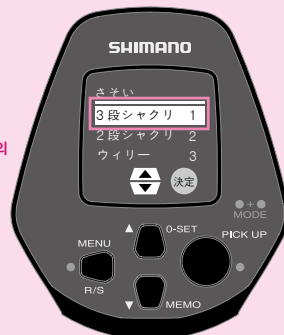 SHIMANO
さそい
3段シャクリ 1
2段シャクリ 2
ウィリー 3
決定
의
+
MODE
▲ 0-SET
PICK UP
MENU
R/S
▼ MEMO